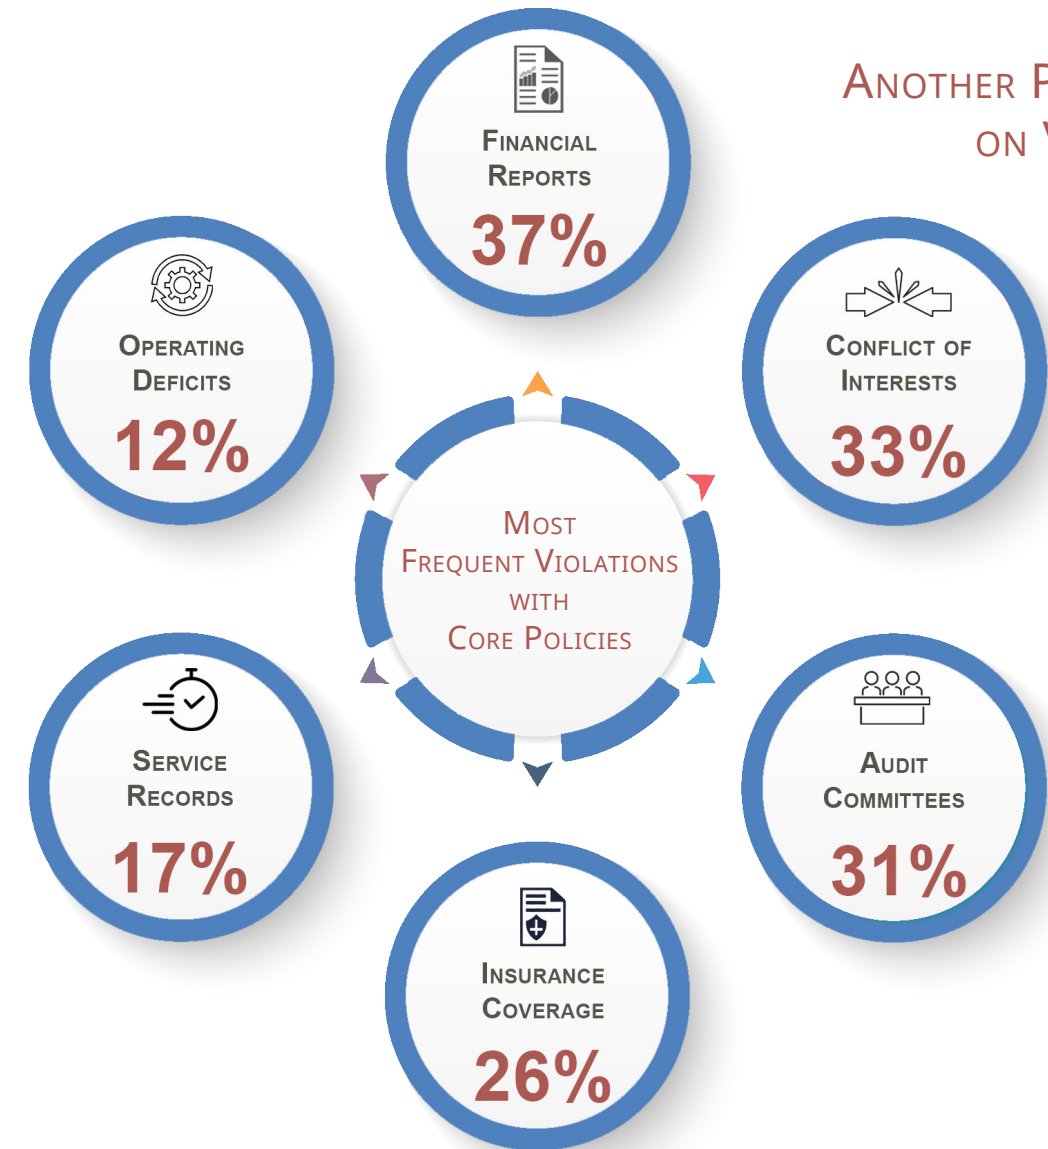 Another P
on V
Financial
Reports
37%
Conflict of
Interests
33%
Audit
Committees
31%
Insurance
Coverage
26%
Service
Records
17%
Operating
Deficits
12%
Most
Frequent Violations
with
Core Policies